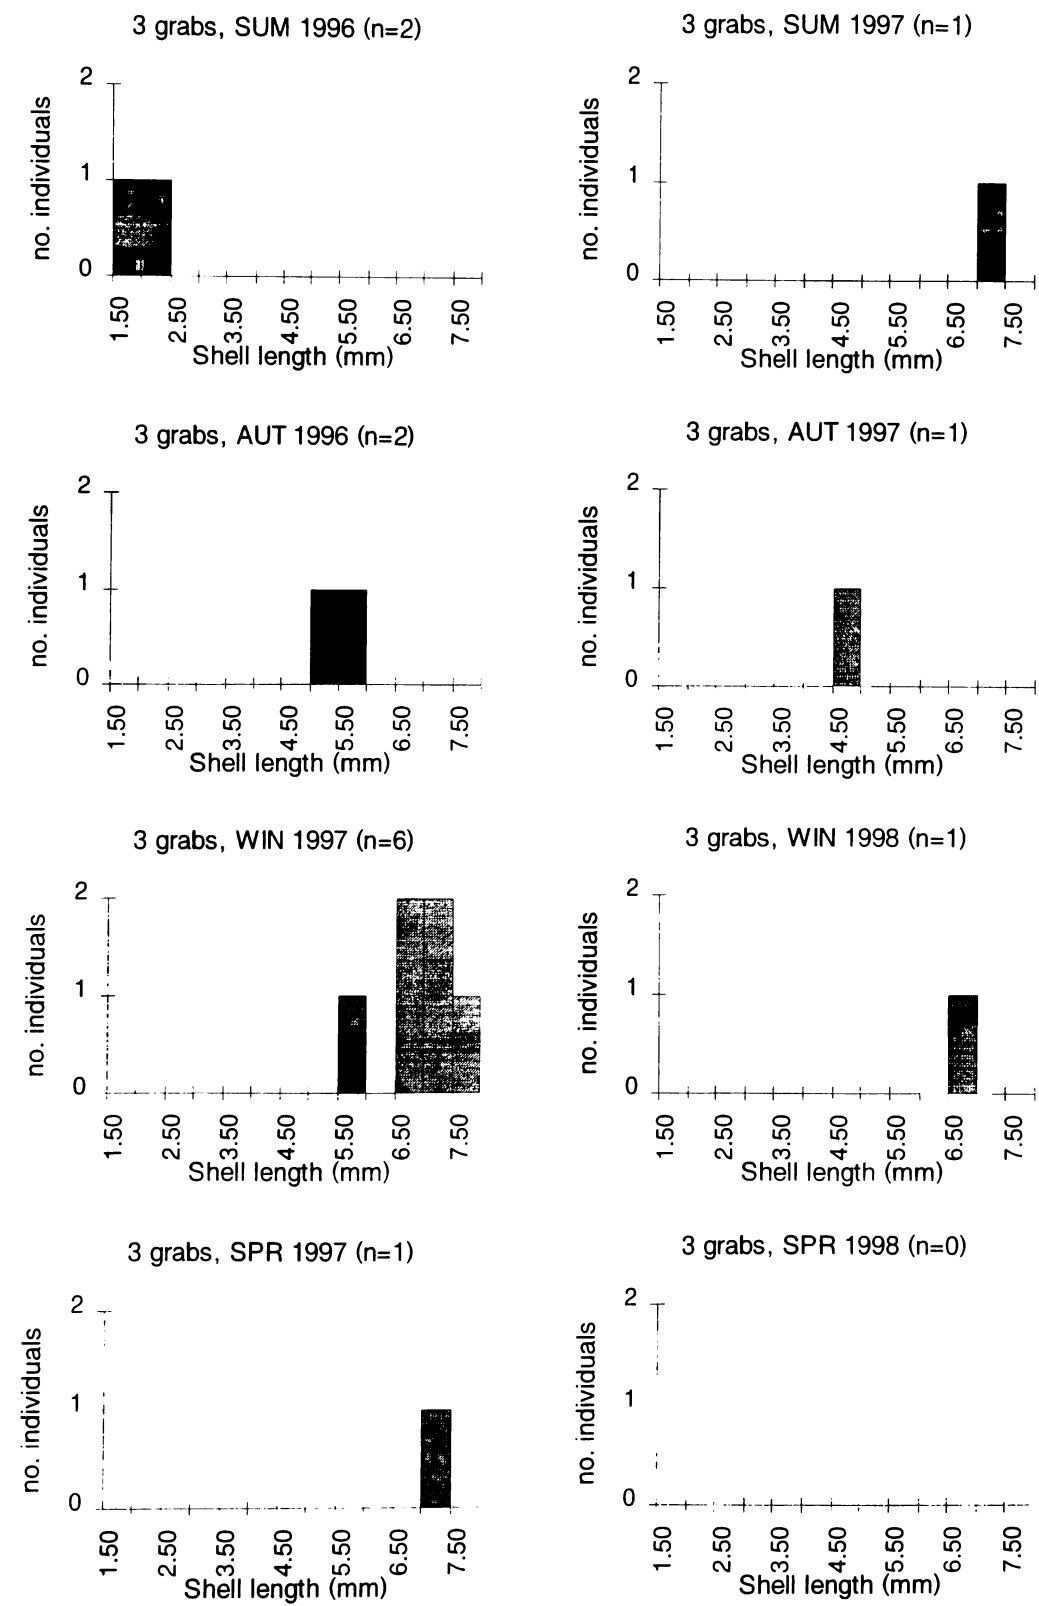 3 grabs, SUM 1996 (n=2)
no. individuals
2
1
0
1.50 2.50 3.50 4.50 5.50 6.50 7.50
Shell length (mm)
3 grabs, SUM 1997 (n=1)
no. individuals
2
1
0
1.50 2.50 3.50 4.50 5.50 6.50 7.50
Shell length (mm)
3 grabs, AUT 1996 (n=2)
no. individuals
2
1
0
1.50 2.50 3.50 4.50 5.50 6.50 7.50
Shell length (mm)
3 grabs, AUT 1997 (n=1)
no. individuals
2
1
0
1.50 2.50 3.50 4.50 5.50 6.50 7.50
Shell length (mm)
3 grabs, WIN 1997 (n=6)
no. individuals
2
1
0
1.50 2.50 3.50 4.50 5.50 6.50 7.50
Shell length (mm)
3 grabs, WIN 1998 (n=1)
no. individuals
2
1
0
1.50 2.50 3.50 4.50 5.50 6.50 7.50
Shell length (mm)
3 grabs, SPR 1997 (n=1)
no. individuals
2
1
0
1.50 2.50 3.50 4.50 5.50 6.50 7.50
Shell length (mm)
3 grabs, SPR 1998 (n=0)
no. individuals
2
1
0
1.50 2.50 3.50 4.50 5.50 6.50 7.50
Shell length (mm)